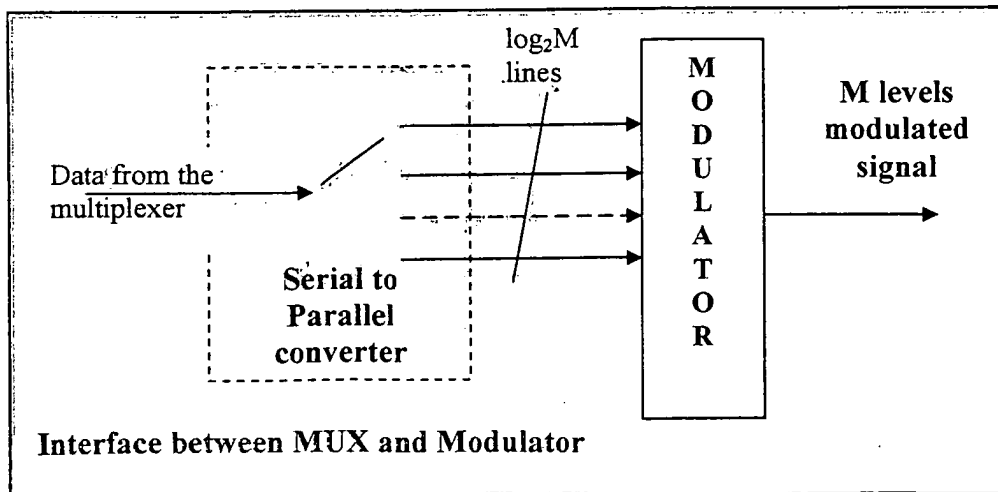 log₂M
lines
Data from the
multiplexer
Serial to
Parallel
converter
M
O
D
U
L
A
T
O
R
M levels
modulated
signal
Interface between MUX and Modulator